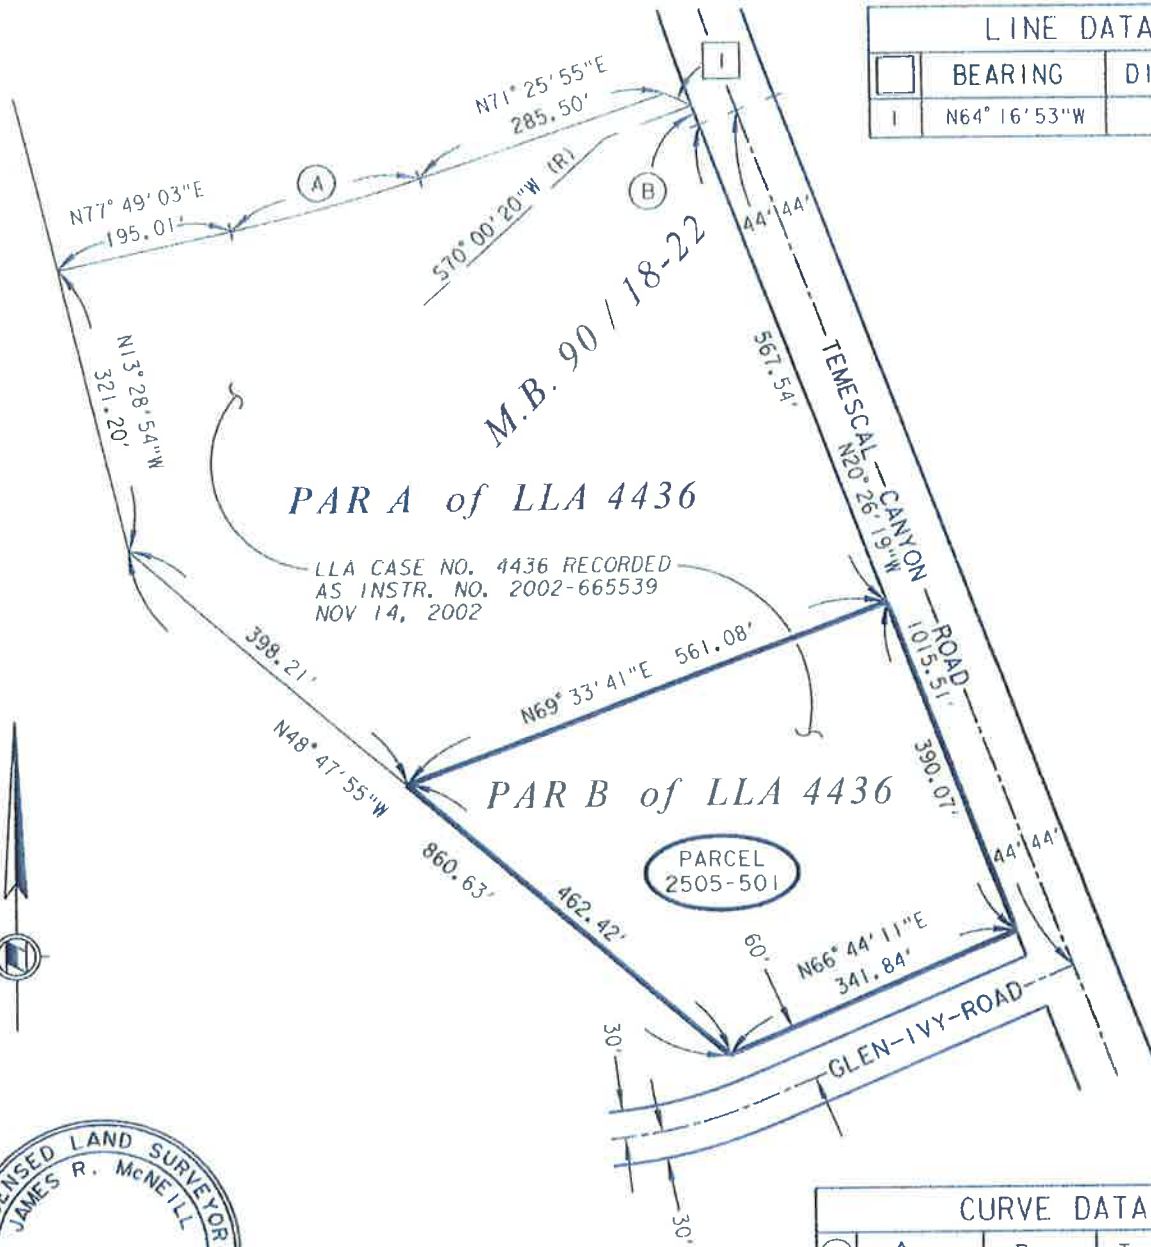 LINE DATA
BEARING
1 N64° 16' 53"W
1
N71° 25' 55"E
285.50'
A
N77° 49' 03"E
195.01'
S70° 00' 20"W (R)
B
44' 44'
M.B. 90 / 18-22
N13° 28' 54"W
321.20'
567.54'
TEMESCAL CANYON ROAD
N20° 26' 19"W
1015.51'
PAR A of LLA 4436
LLA CASE NO. 4436 RECORDED
AS INSTR. NO. 2002-665539
NOV 14, 2002
398.21'
N69° 33' 41"E 561.08'
N48° 47' 55"W
860.63'
PAR B of LLA 4436
390.07'
PARCEL
2505-501
44' 44'
462.42'
60'
N66° 44' 11"E
341.84'
GLEN-IVY-ROAD
30'
30'
LAND SURVEYOR
JAMES R. McNEILL
CURVE DATA